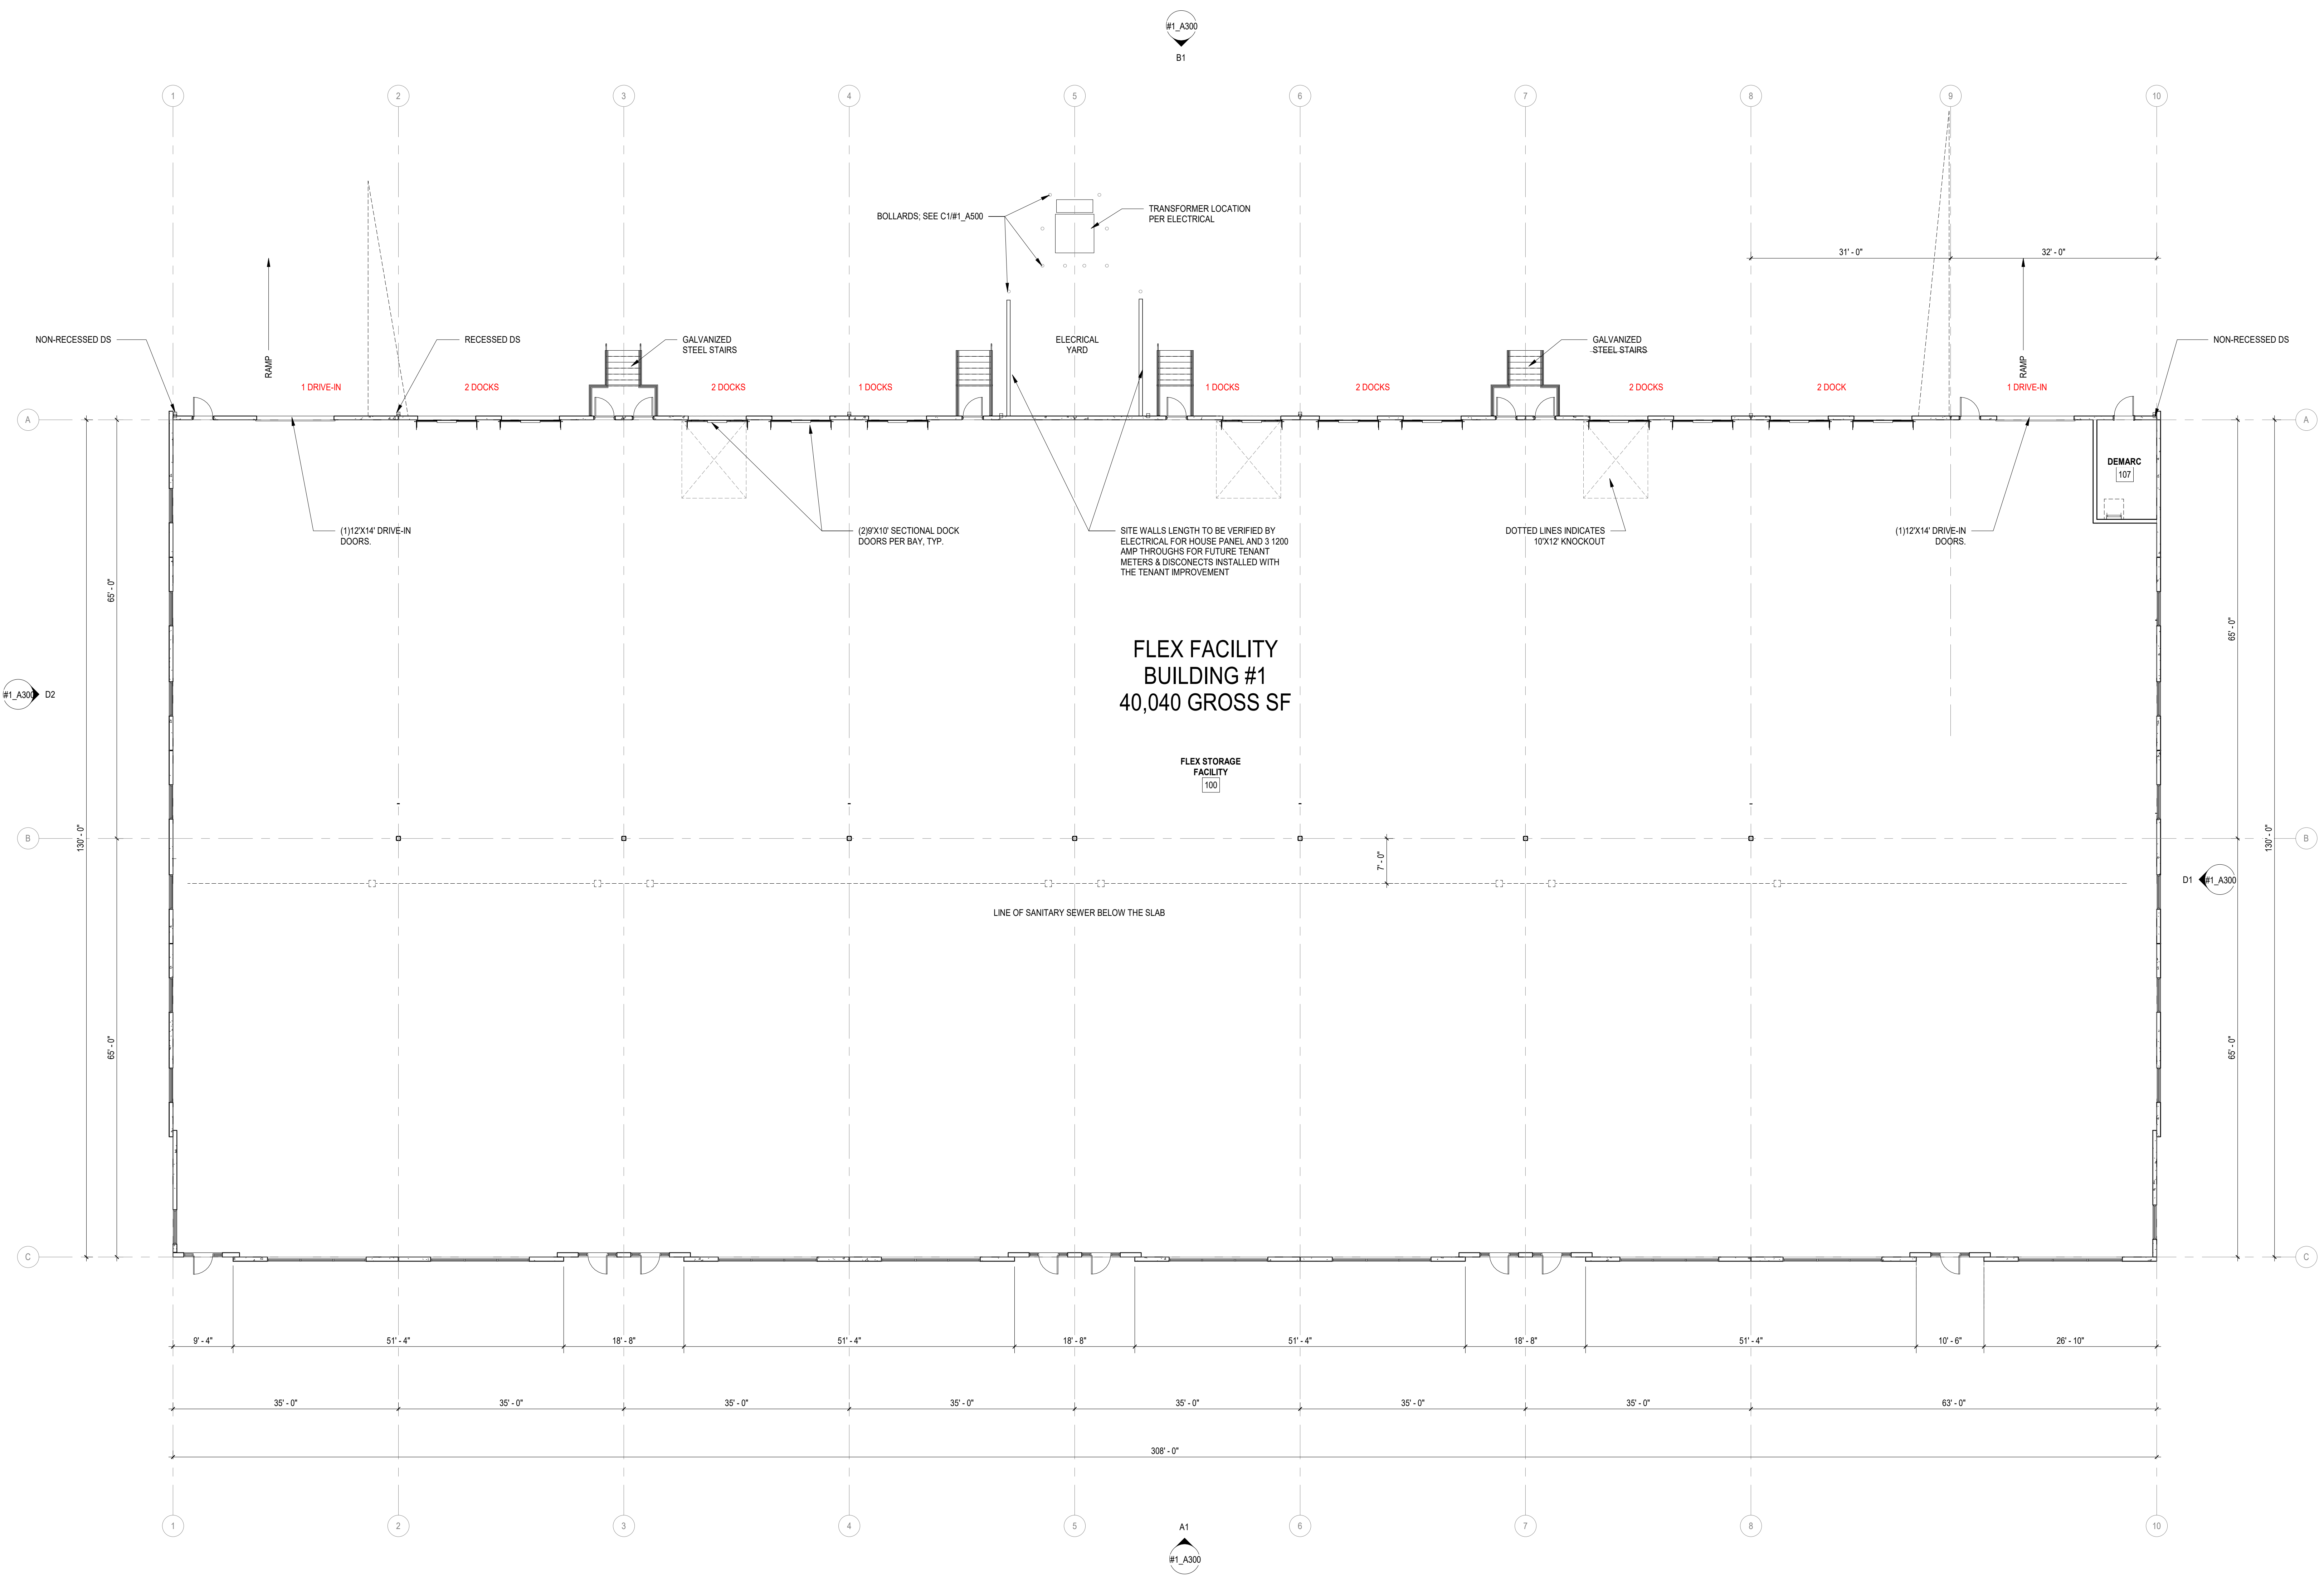 #1_A300
B1
1
2
3
4
5
6
7
8
9
10
BOLLARDS; SEE C1/#1_A500
TRANSFORMER LOCATION
PER ELECTRICAL
31' - 0"
32' - 0"
NON-RECESSED DS
RAMP
RECESSED DS
GALVANIZED
STEEL STAIRS
ELECRICAL
YARD
GALVANIZED
STEEL STAIRS
RAMP
NON-RECESSED DS
1 DRIVE-IN
2 DOCKS
2 DOCKS
1 DOCKS
1 DOCKS
2 DOCKS
2 DOCKS
2 DOCK
1 DRIVE-IN
A
A
DEMARC
107
(1)12'X14' DRIVE-IN
DOORS.
(2)9'X10' SECTIONAL DOCK
DOORS PER BAY, TYP.
SITE WALLS LENGTH TO BE VERIFIED BY
ELECTRICAL FOR HOUSE PANEL AND 3 1200
AMP THROUGHS FOR FUTURE TENANT
METERS & DISCONECTS INSTALLED WITH
THE TENANT IMPROVEMENT
DOTTED LINES INDICATES
10'X12' KNOCKOUT
(1)12'X14' DRIVE-IN
DOORS.
65' - 0"
65' - 0"
FLEX FACILITY
BUILDING #1
40,040 GROSS SF
#1_A300
D2
FLEX STORAGE
FACILITY
100
B
130' - 0"
7' - 0"
130' - 0"
B
D1
#1_A300
LINE OF SANITARY SEWER BELOW THE SLAB
65' - 0"
65' - 0"
C
C
9' - 4"
51' - 4"
18' - 8"
51' - 4"
18' - 8"
51' - 4"
18' - 8"
51' - 4"
10' - 6"
26' - 10"
35' - 0"
35' - 0"
35' - 0"
35' - 0"
35' - 0"
35' - 0"
35' - 0"
63' - 0"
308' - 0"
1
2
3
4
5
6
7
8
10
A1
#1_A300